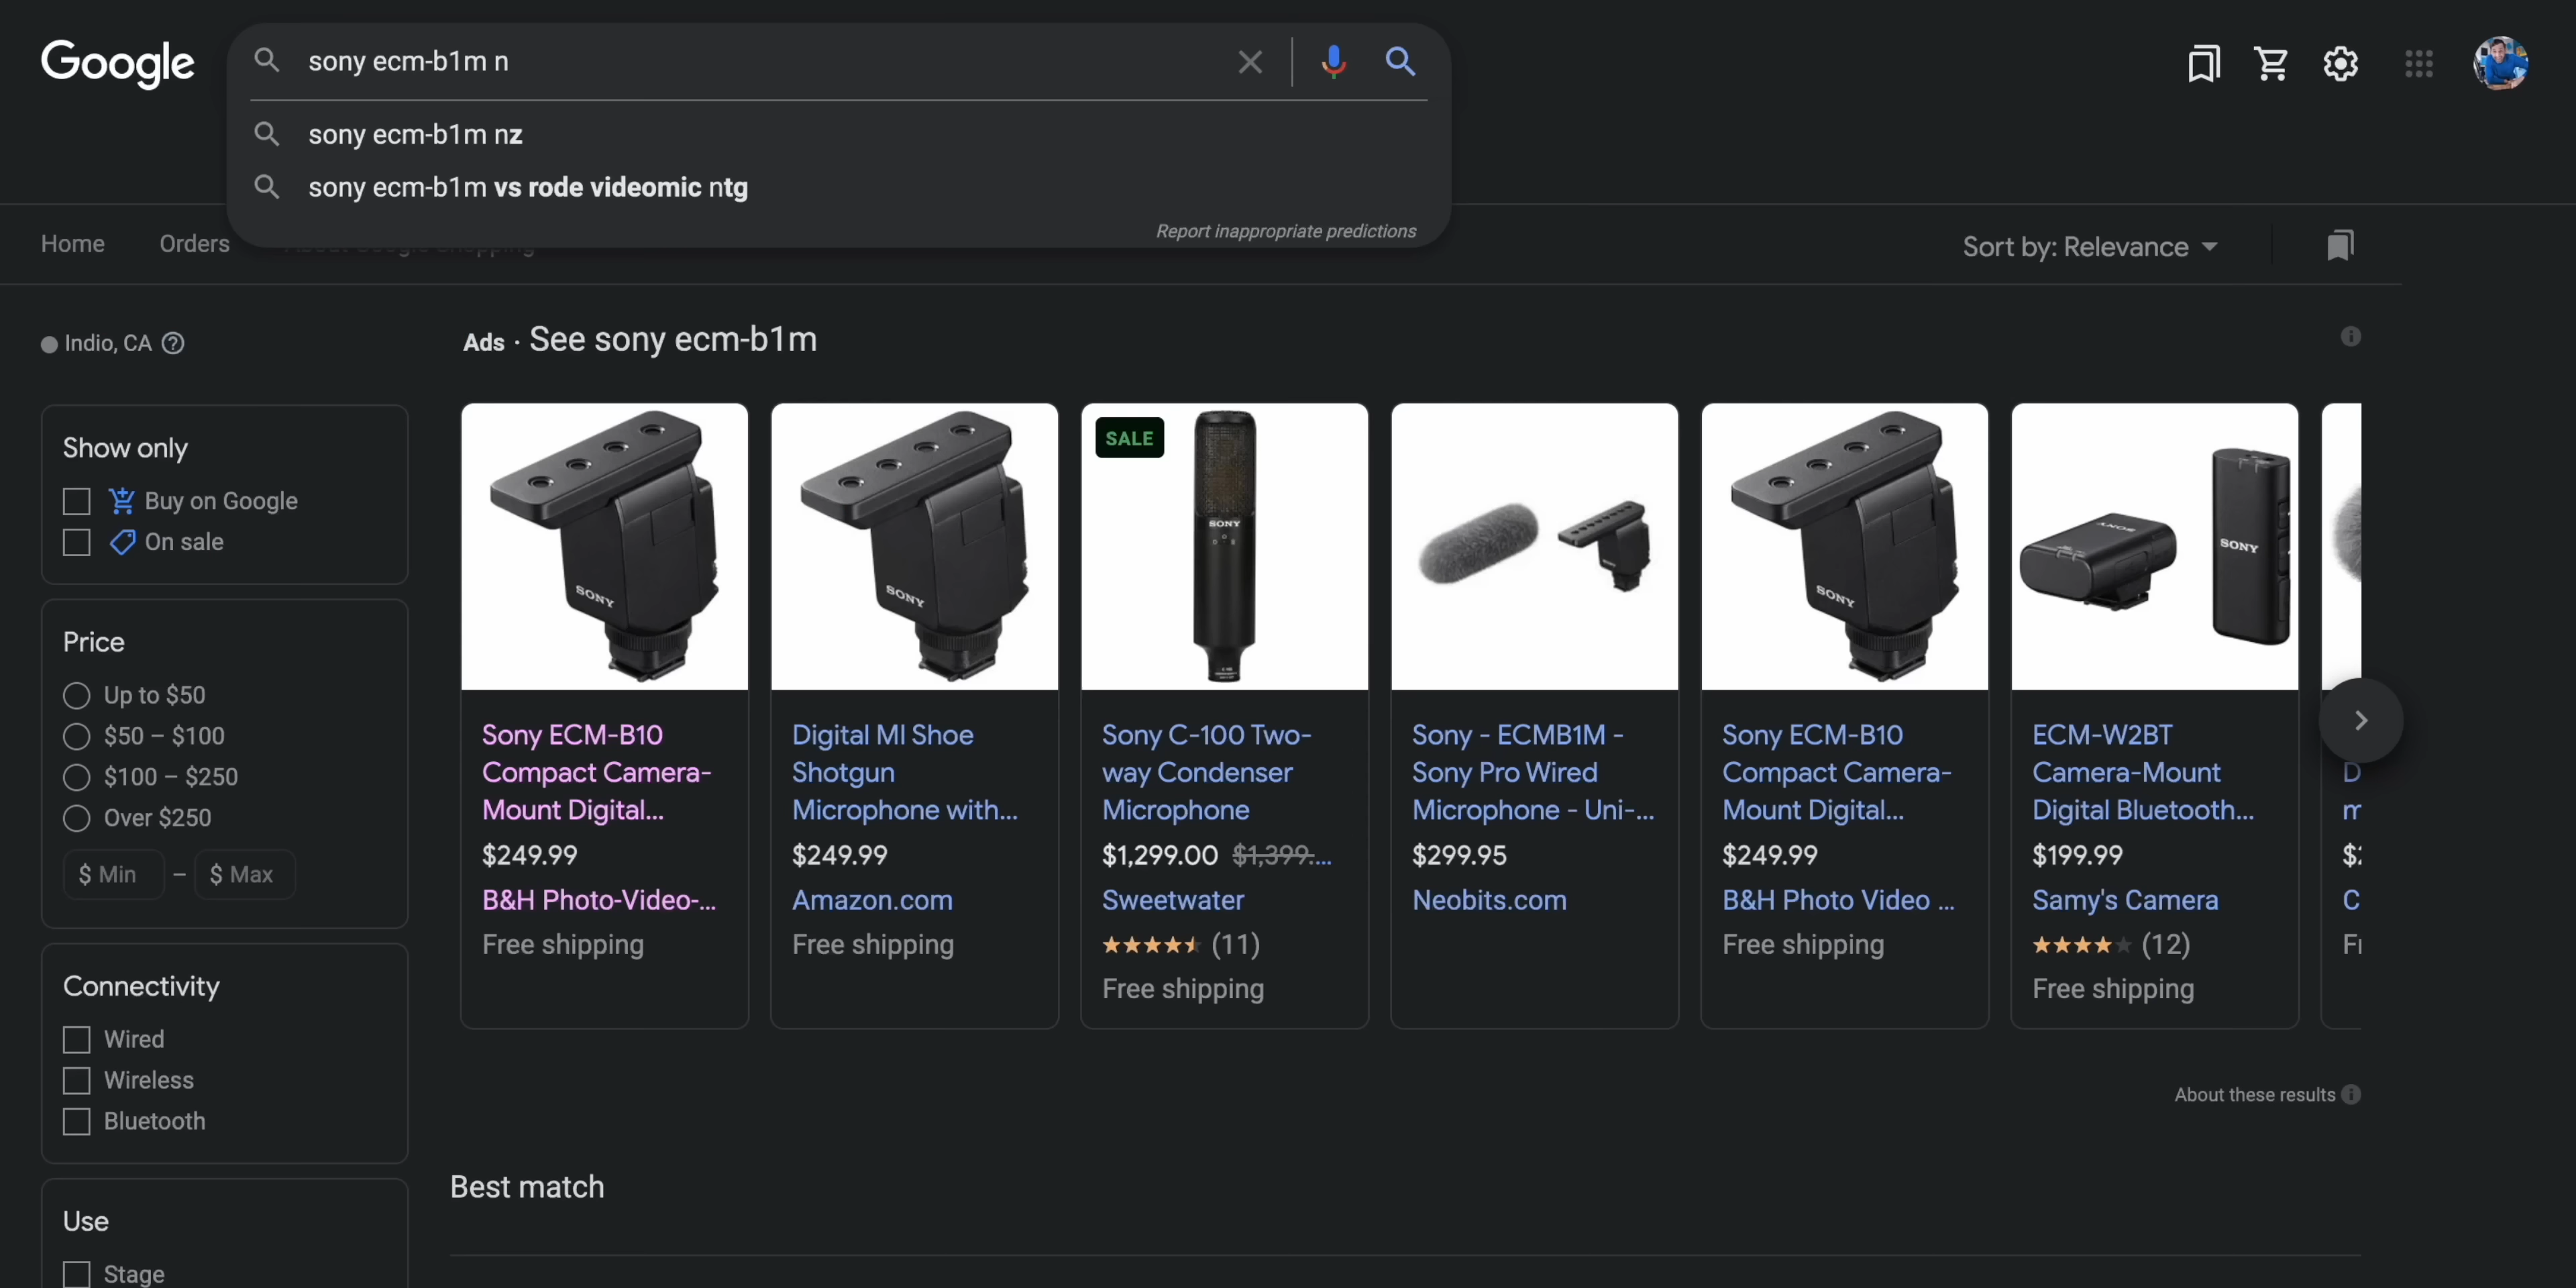 Google
sony ecm-b1m n
sony ecm-b1m nz
sony ecm-b1m vs rode videomic ntg
Report inappropriate predictions
Home
Orders
About Google Shopping
Sort by: Relevance
Indio, CA
Ads · See sony ecm-b1m
Show only
Buy on Google
On sale
Price
Up to $50
$50 – $100
$100 – $250
Over $250
$ Min – $ Max
Connectivity
Wired
Wireless
Bluetooth
Use
Stage
SONY
Sony ECM-B10
Compact Camera-
Mount Digital...
$249.99
B&H Photo-Video-...
Free shipping
SONY
Digital MI Shoe
Shotgun
Microphone with...
$249.99
Amazon.com
Free shipping
SALE
SONY
Sony C-100 Two-
way Condenser
Microphone
$1,299.00 $1,399....
Sweetwater
(11)
Free shipping
Sony - ECMB1M -
Sony Pro Wired
Microphone - Uni-...
$299.95
Neobits.com
SONY
Sony ECM-B10
Compact Camera-
Mount Digital...
$249.99
B&H Photo Video ...
Free shipping
SONY
SONY
ECM-W2BT
Camera-Mount
Digital Bluetooth...
$199.99
Samy's Camera
(12)
Free shipping
About these results
Best match